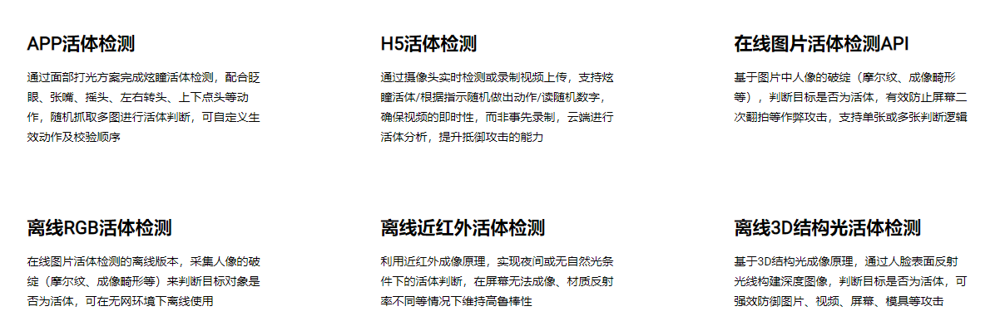 APP活体检测
通过面部打光方案完成炫瞳活体检测，配合眨
眼、张嘴、摇头、左右转头、上下点头等动
作，随机抓取多图进行活体判断，可自定义生
效动作及校验顺序
H5活体检测
通过摄像头实时检测或录制视频上传，支持炫
瞳活体/根据指示随机做出动作/读随机数字，
确保视频的即时性，而非事先录制，云端进行
活体分析，提升抵御攻击的能力
在线图片活体检测API
基于图片中人像的破绽（摩尔纹、成像畸形
等），判断目标是否为活体，有效防止屏幕二
次翻拍等作弊攻击，支持单张或多张判断逻辑
离线RGB活体检测
在线图片活体检测的离线版本，采集人像的破
绽（摩尔纹、成像畸形等）来判断目标对象是
否为活体，可在无网环境下离线使用
离线近红外活体检测
利用近红外成像原理，实现夜间或无自然光条
件下的活体判断，在屏幕无法成像、材质反射
率不同等情况下维持高鲁棒性
离线3D结构光活体检测
基于3D结构光成像原理，通过人脸表面反射
光线构建深度图像，判断目标是否为活体，可
强效防御图片、视频、屏幕、模具等攻击